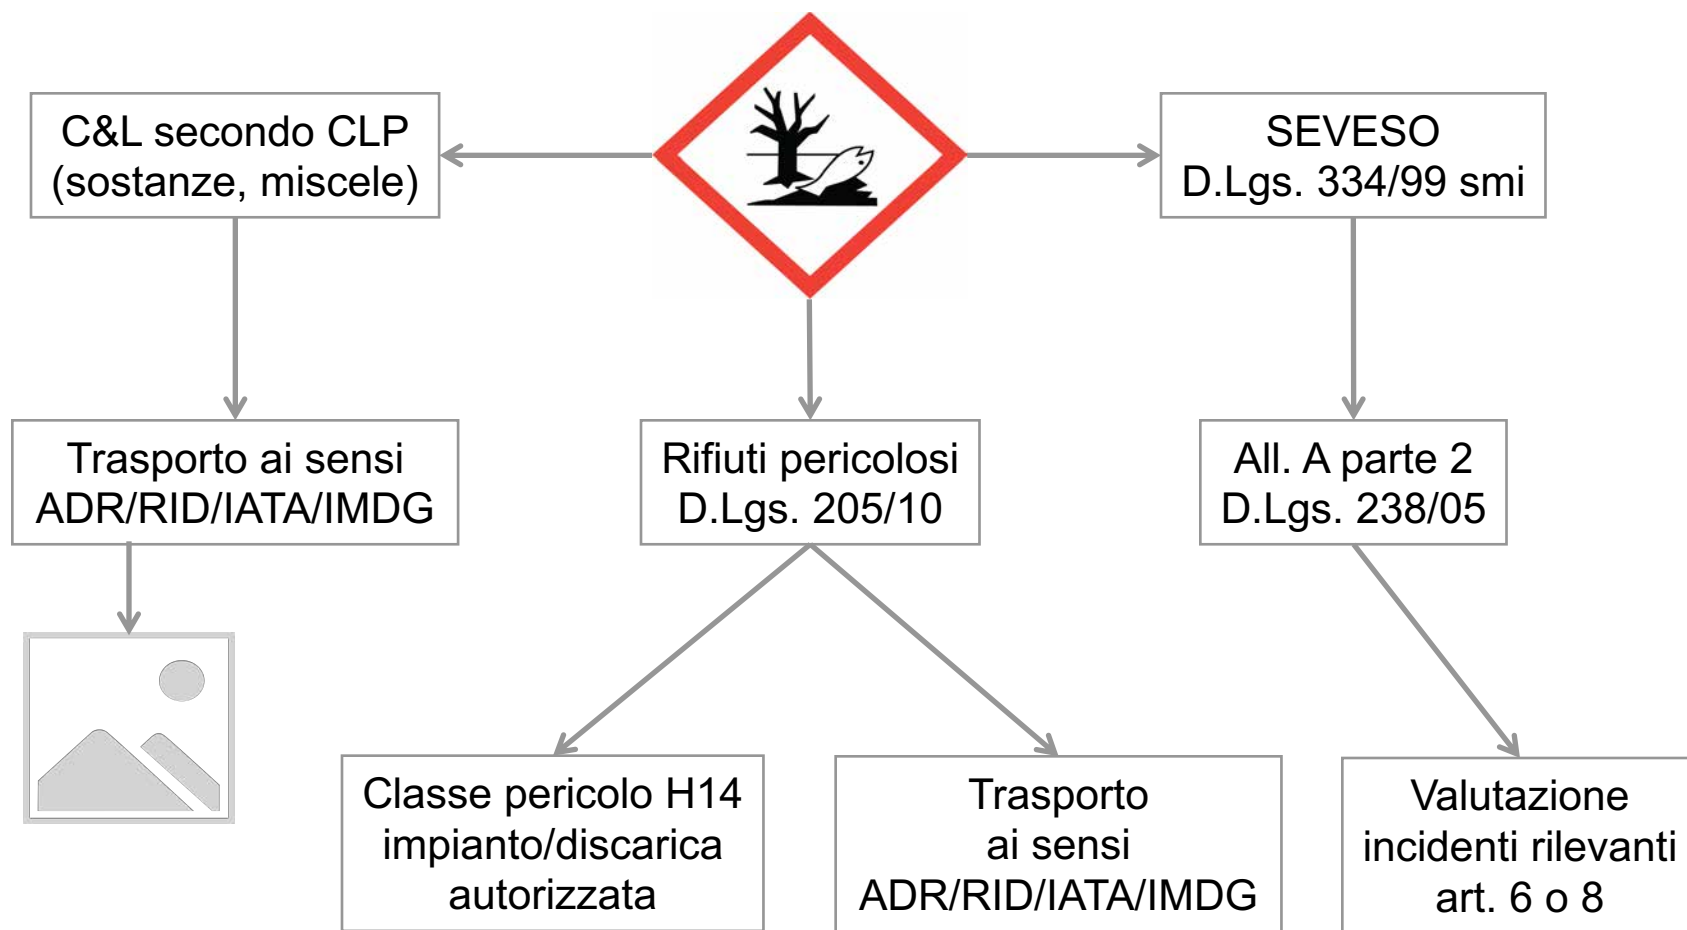 C&L secondo CLP
(sostanze, miscele)
SEVESO
D.Lgs. 334/99 smi
Trasporto ai sensi
ADR/RID/IATA/IMDG
Rifiuti pericolosi
D.Lgs. 205/10
All. A parte 2
D.Lgs. 238/05
Classe pericolo H14
impianto/discarica
autorizzata
Trasporto
ai sensi
ADR/RID/IATA/IMDG
Valutazione
incidenti rilevanti
art. 6 o 8